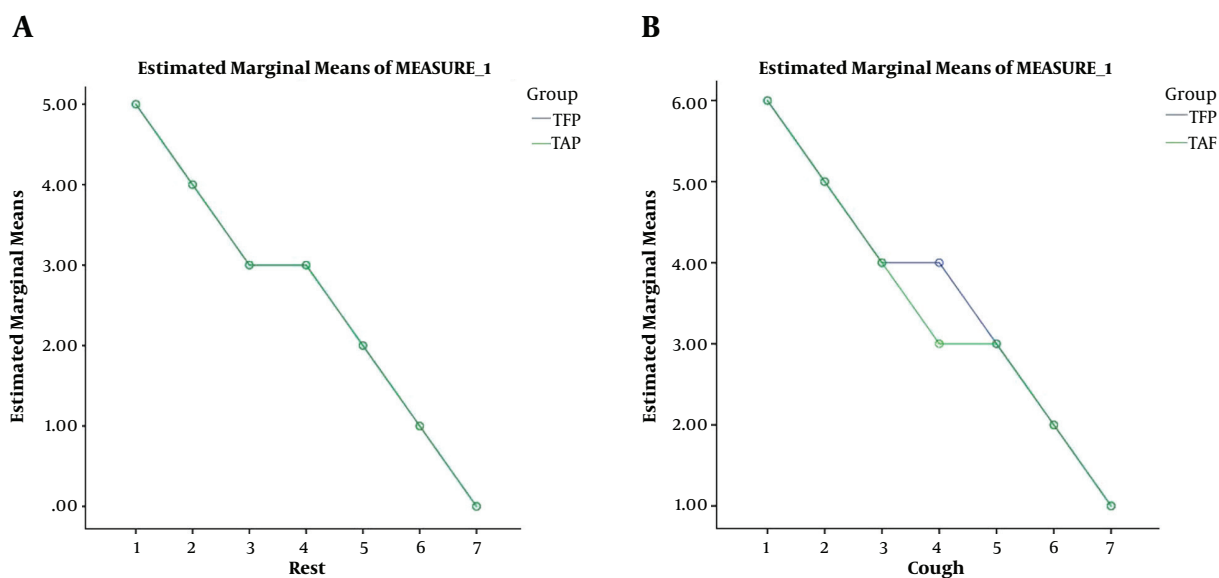 A
Estimated Marginal Means of MEASURE_1
Group
TFP
TAP
Estimated Marginal Means
5.00
4.00
3.00
2.00
1.00
.00
1 2 3 4 5 6 7
Rest
B
Estimated Marginal Means of MEASURE_1
Group
TFP
TAF
Estimated Marginal Means
6.00
5.00
4.00
3.00
2.00
1.00
1 2 3 4 5 6 7
Cough